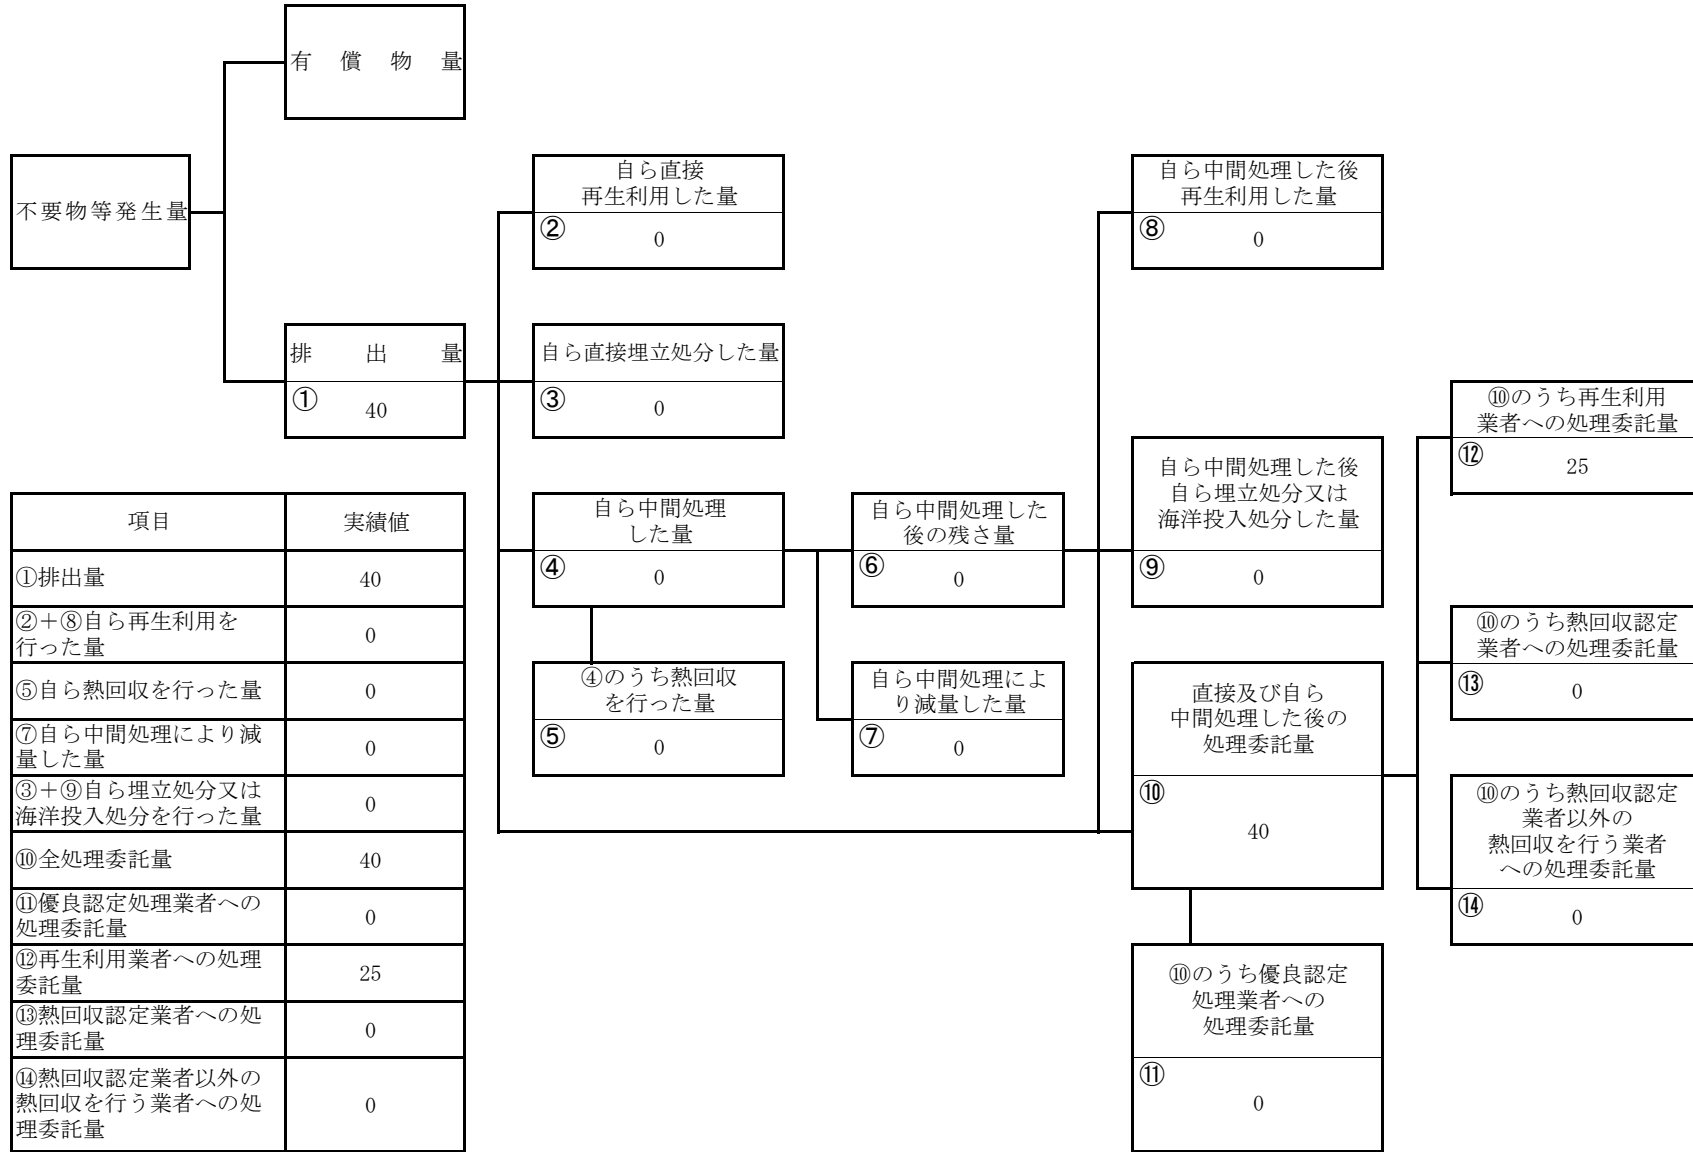 有償物量
不要物等発生量
排出量
①
40
自ら直接
再生利用した量
②
0
自ら直接埋立処分した量
③
0
自ら中間処理
した量
④
0
④のうち熱回収
を行った量
⑤
0
自ら中間処理した
後の残さ量
⑥
0
自ら中間処理によ
り減量した量
⑦
0
自ら中間処理した後
再生利用した量
⑧
0
自ら中間処理した後
自ら埋立処分又は
海洋投入処分した量
⑨
0
直接及び自ら
中間処理した後の
処理委託量
⑩
40
⑩のうち優良認定
処理業者への
処理委託量
⑪
0
⑩のうち再生利用
業者への処理委託量
⑫
25
⑩のうち熱回収認定
業者への処理委託量
⑬
0
⑩のうち熱回収認定
業者以外の
熱回収を行う業者
への処理委託量
⑭
0
項目 実績値
①排出量 40
②＋⑧自ら再生利用を
行った量 0
⑤自ら熱回収を行った量 0
⑦自ら中間処理により減
量した量 0
③＋⑨自ら埋立処分又は
海洋投入処分を行った量 0
⑩全処理委託量 40
⑪優良認定処理業者への
処理委託量 0
⑫再生利用業者への処理
委託量 25
⑬熱回収認定業者への処
理委託量 0
⑭熱回収認定業者以外の
熱回収を行う業者への処 0
理委託量